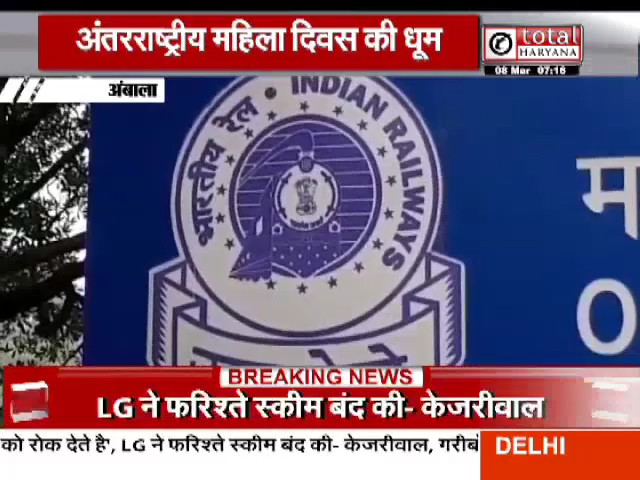 अंतरराष्ट्रीय महिला दिवस की धूम
total
HARYANA
08 Mar 07:16
अंबाला
भारतीय रेल • INDIAN RAILWAYS
म
O
BREAKING NEWS
LG ने फरिश्ते स्कीम बंद की- केजरीवाल
को रोक देते है', LG ने फरिश्ते स्कीम बंद की- केजरीवाल, गरीबं
DELHI